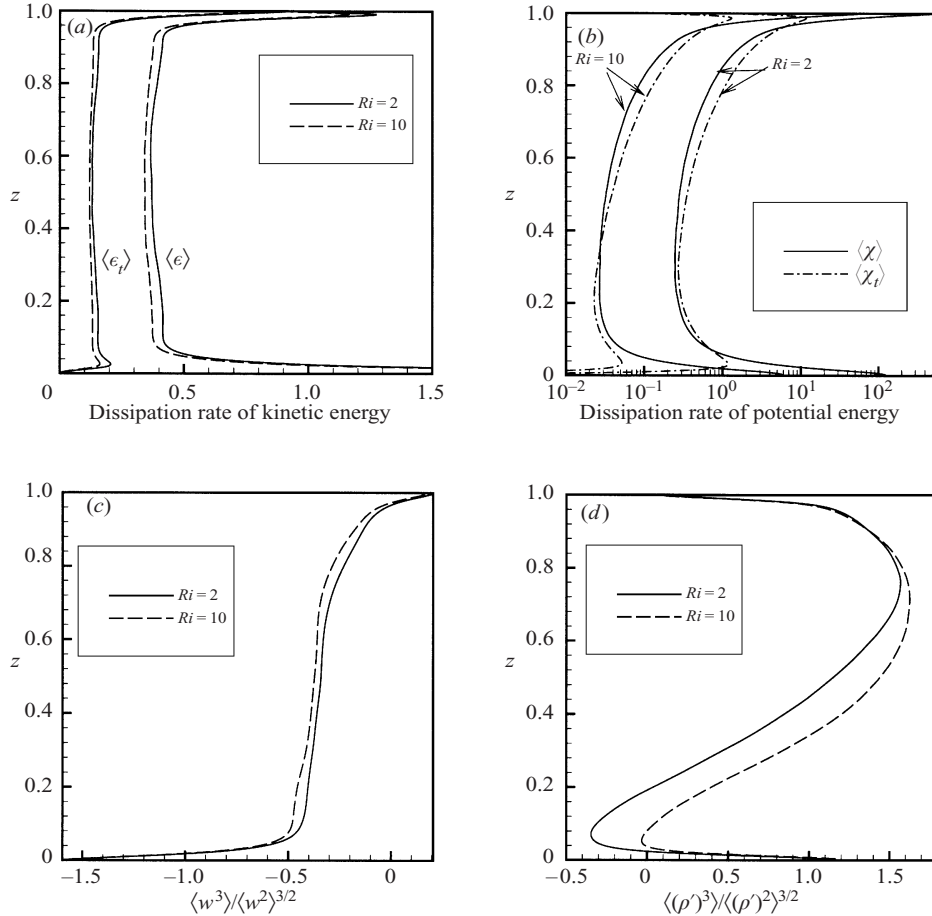 (a)
1.0
0.8
0.6
z
0.4
0.2
0
0.5
1.0
1.5
Ri = 2
Ri = 10
⟨ϵt⟩
⟨ϵ⟩
Dissipation rate of kinetic energy
(b)
1.0
0.8
0.6
z
0.4
0.2
0
10⁻²
10⁻¹
10⁰
10¹
10²
Ri = 10
Ri = 2
⟨χ⟩
⟨χt⟩
Dissipation rate of potential energy
(c)
1.0
0.8
0.6
z
0.4
0.2
0
−1.5
−1.0
−0.5
0
Ri = 2
Ri = 10
⟨w³⟩/⟨w²⟩³/²
(d)
1.0
0.8
0.6
z
0.4
0.2
0
−0.5
0
0.5
1.0
1.5
Ri = 2
Ri = 10
⟨(ρ′)³⟩/⟨(ρ′)²⟩³/²